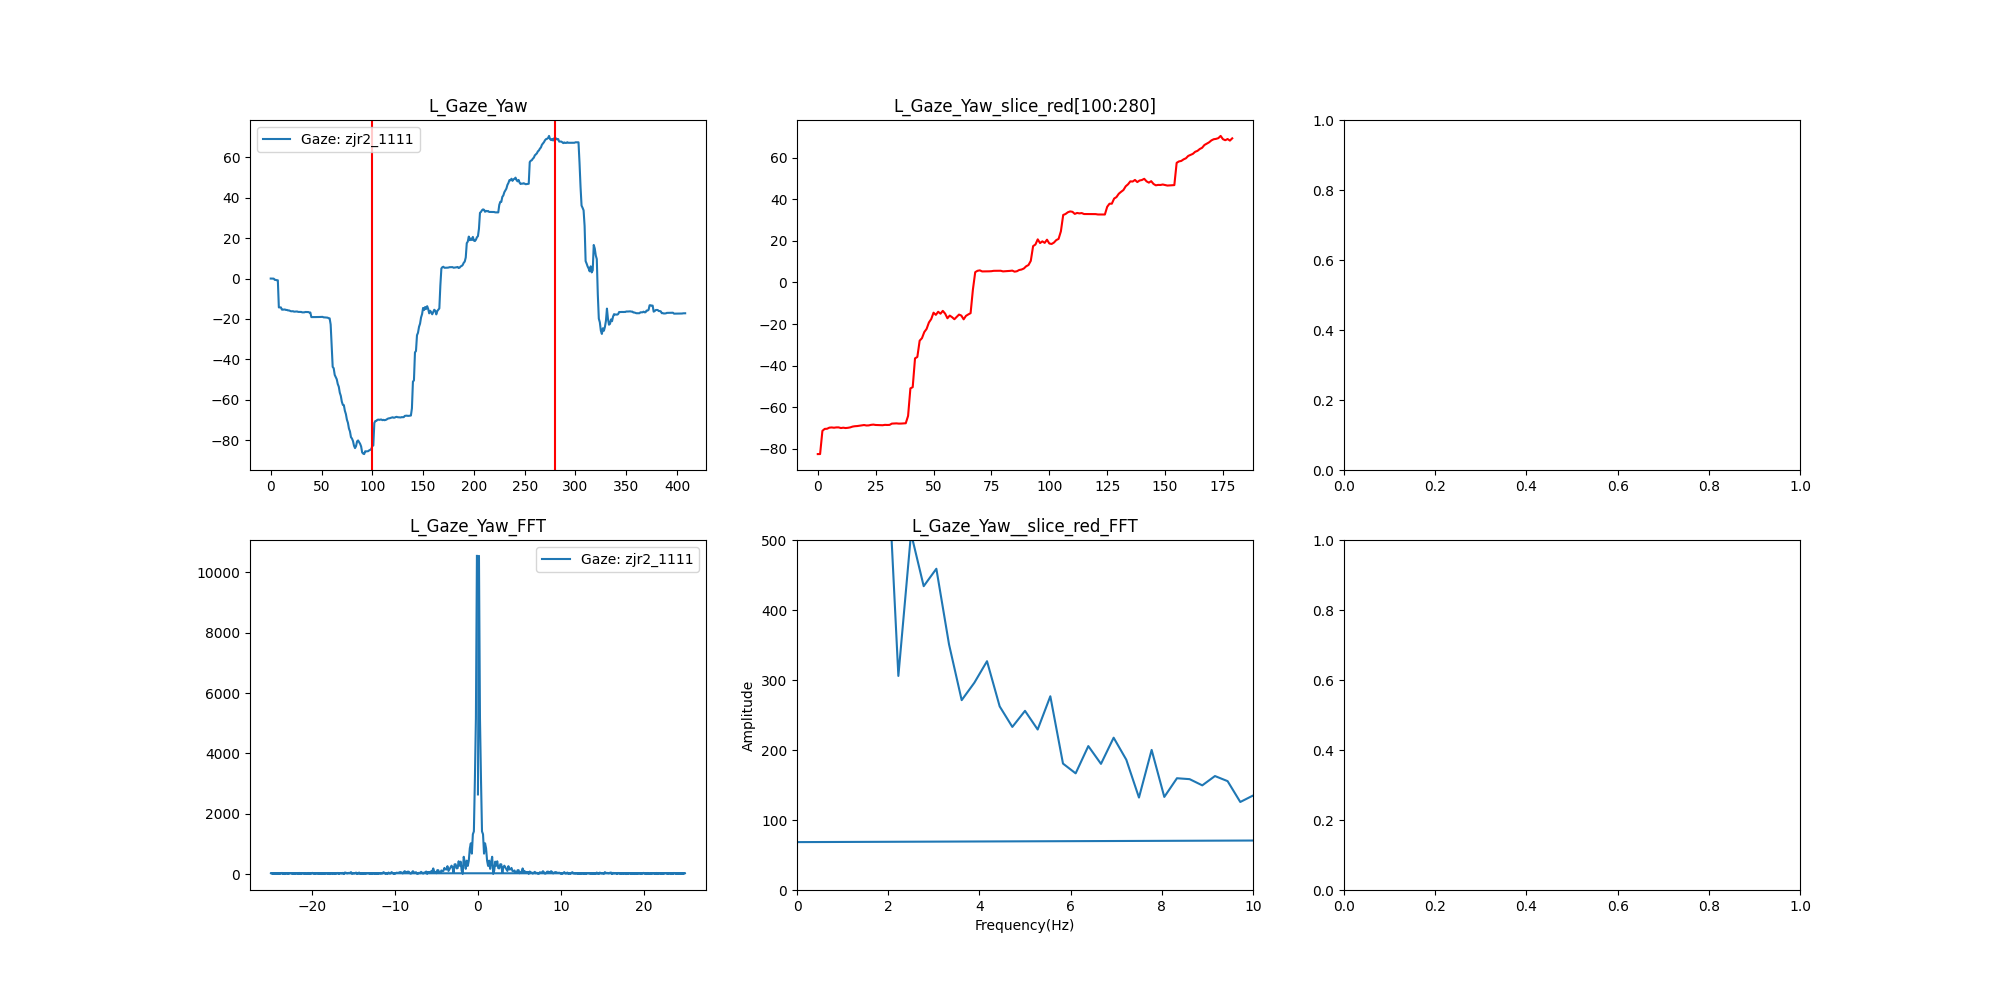 L_Gaze_Yaw
L_Gaze_Yaw_slice_red[100:280]
Gaze: zjr2_1111
60
40
20
0
−20
−40
−60
−80
0 50 100 150 200 250 300 350 400
60
40
20
0
−20
−40
−60
−80
0 25 50 75 100 125 150 175
1.0
0.8
0.6
0.4
0.2
0.0
0.0 0.2 0.4 0.6 0.8 1.0
L_Gaze_Yaw_FFT
L_Gaze_Yaw__slice_red_FFT
Gaze: zjr2_1111
10000
8000
6000
4000
2000
0
−20 −10 0 10 20
Amplitude
500
400
300
200
100
0
0 2 4 6 8 10
Frequency(Hz)
1.0
0.8
0.6
0.4
0.2
0.0
0.0 0.2 0.4 0.6 0.8 1.0